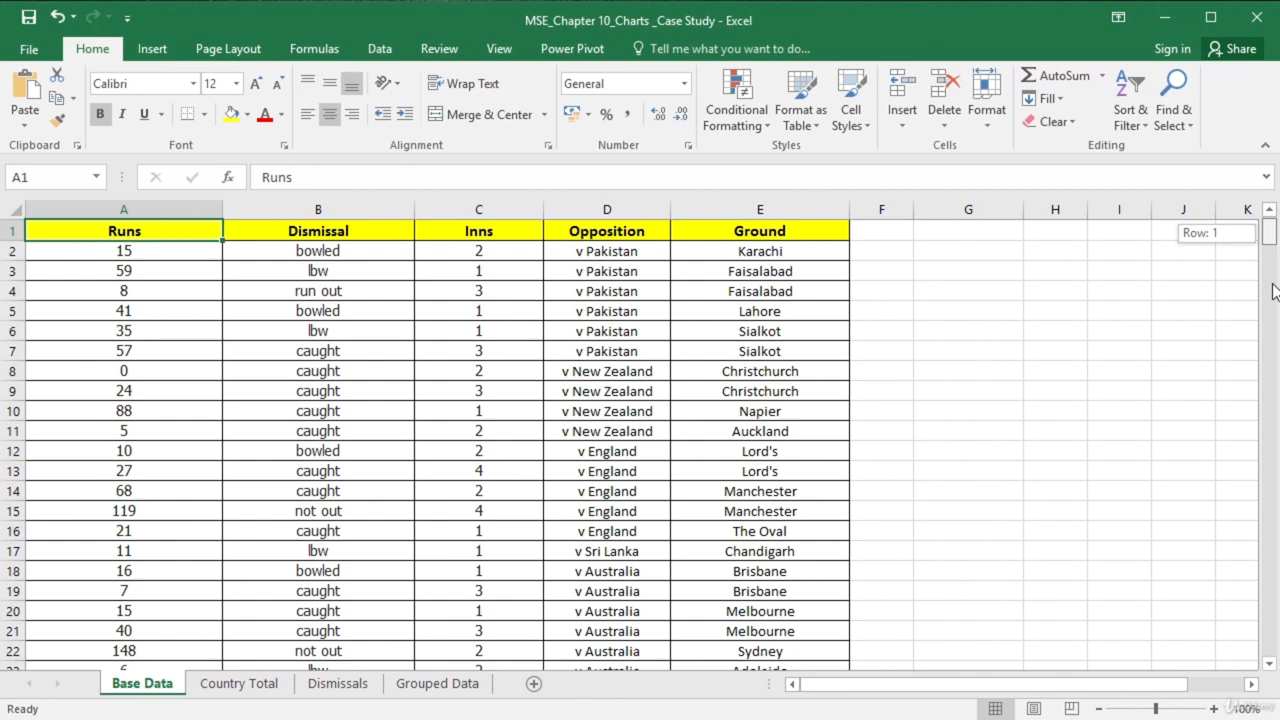 MSE_Chapter 10_Charts _Case Study - Excel
File Home Insert Page Layout Formulas Data Review View Power Pivot Tell me what you want to do... Sign in Share
Calibri 12 Wrap Text General AutoSum
Paste B I U Merge & Center % , Conditional Formatting Format as Table Cell Styles Insert Delete Format Fill Clear Sort & Filter Find & Select
Clipboard Font Alignment Number Styles Cells Editing
A1 fx Runs
A B C D E F G H I J K
1 Runs Dismissal Inns Opposition Ground Row: 1
2 15 bowled 2 v Pakistan Karachi
3 59 lbw 1 v Pakistan Faisalabad
4 8 run out 3 v Pakistan Faisalabad
5 41 bowled 1 v Pakistan Lahore
6 35 lbw 1 v Pakistan Sialkot
7 57 caught 3 v Pakistan Sialkot
8 0 caught 2 v New Zealand Christchurch
9 24 caught 3 v New Zealand Christchurch
10 88 caught 1 v New Zealand Napier
11 5 caught 2 v New Zealand Auckland
12 10 bowled 2 v England Lord's
13 27 caught 4 v England Lord's
14 68 caught 2 v England Manchester
15 119 not out 4 v England Manchester
16 21 caught 1 v England The Oval
17 11 lbw 1 v Sri Lanka Chandigarh
18 16 bowled 1 v Australia Brisbane
19 7 caught 3 v Australia Brisbane
20 15 caught 1 v Australia Melbourne
21 40 caught 3 v Australia Melbourne
22 148 not out 2 v Australia Sydney
Base Data Country Total Dismissals Grouped Data
Ready 100%